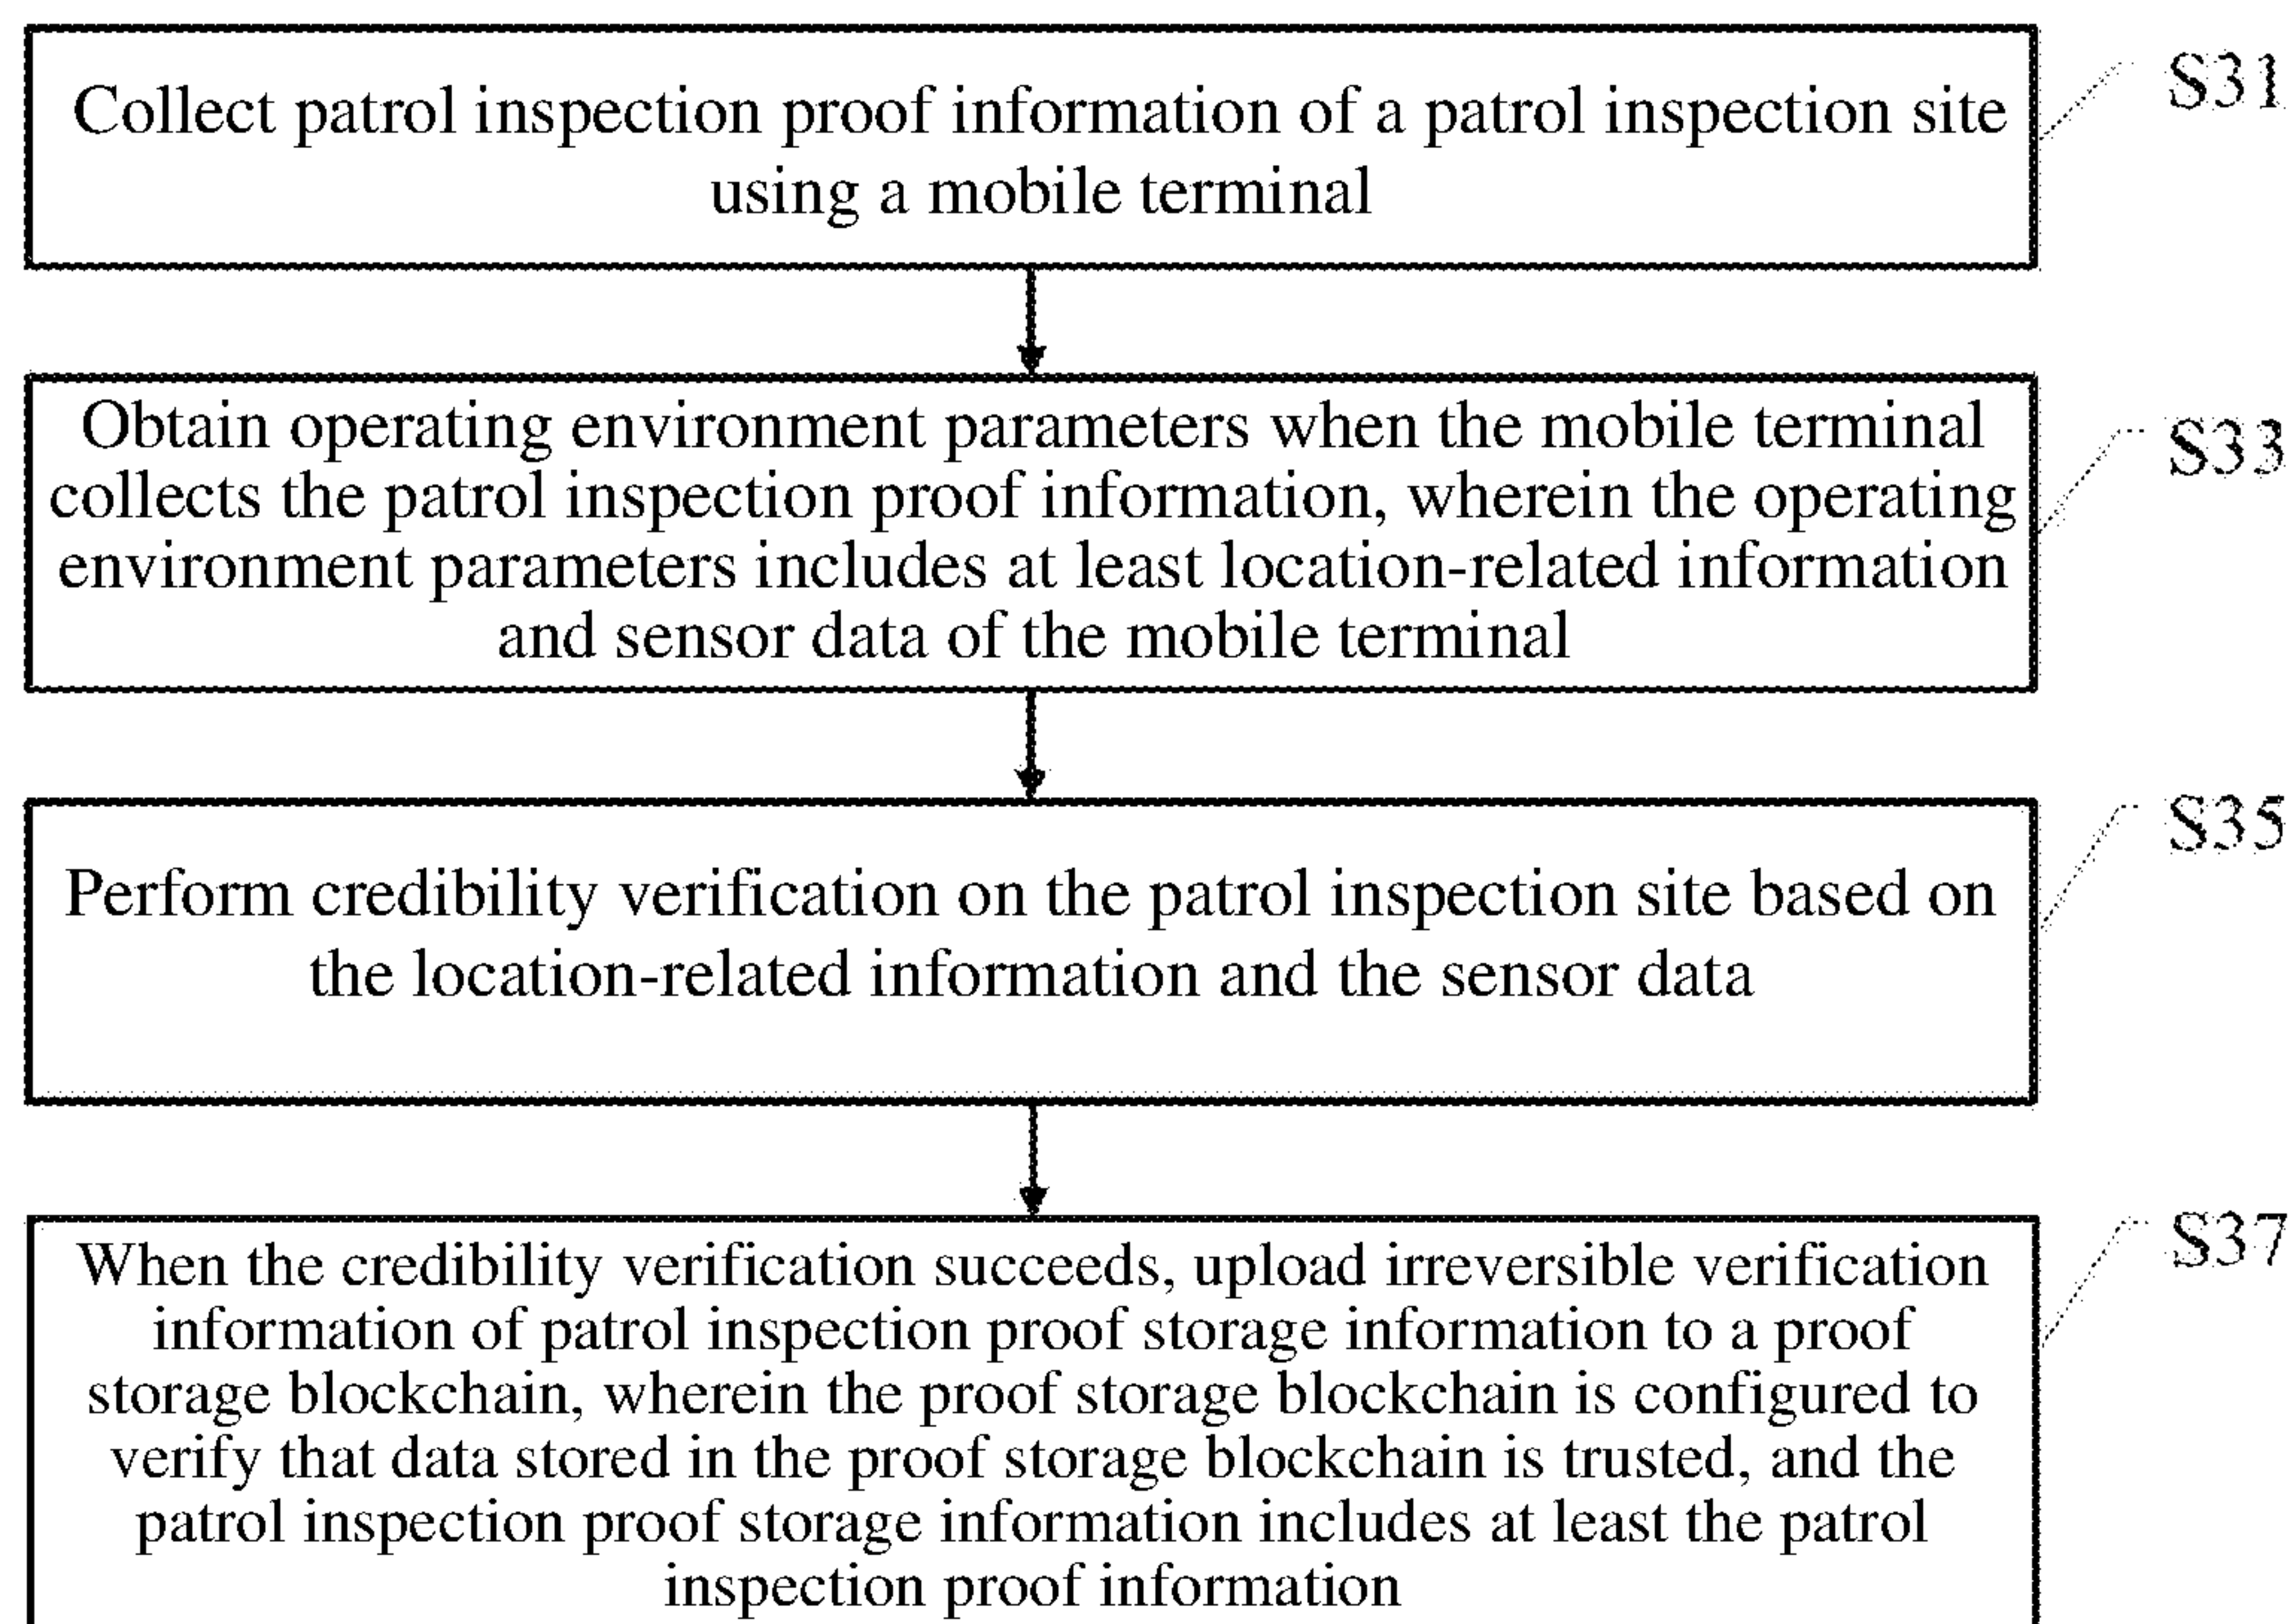 Collect patrol inspection proof information of a patrol inspection site
using a mobile terminal
S31
Obtain operating environment parameters when the mobile terminal
collects the patrol inspection proof information, wherein the operating
environment parameters includes at least location-related information
and sensor data of the mobile terminal
S33
Perform credibility verification on the patrol inspection site based on
the location-related information and the sensor data
S35
When the credibility verification succeeds, upload irreversible verification
information of patrol inspection proof storage information to a proof
storage blockchain, wherein the proof storage blockchain is configured to
verify that data stored in the proof storage blockchain is trusted, and the
patrol inspection proof storage information includes at least the patrol
inspection proof information
S37